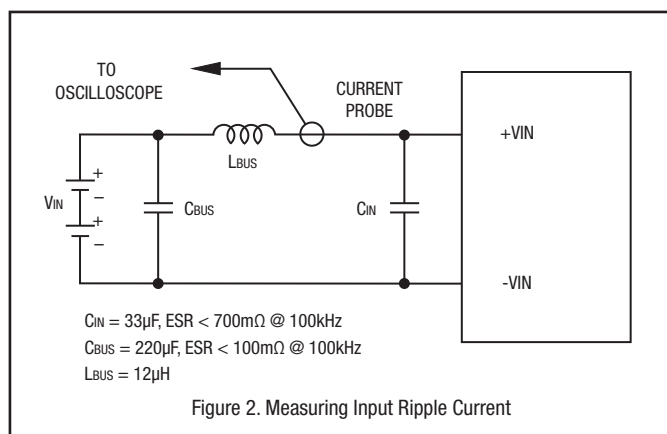 TO
OSCILLOSCOPE
CURRENT
PROBE
+VIN
LBUS
VIN
+
−
+
−
CBUS
CIN
-VIN
CIN = 33µF, ESR < 700mΩ @ 100kHz
CBUS = 220µF, ESR < 100mΩ @ 100kHz
LBUS = 12µH
Figure 2. Measuring Input Ripple Current